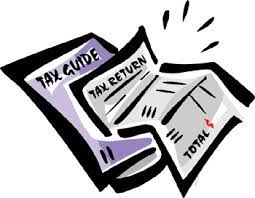 TAX GUIDE
TAX RETURN
TOTAL $